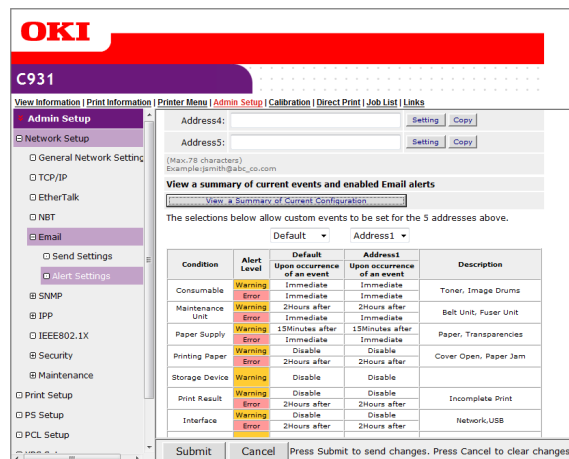 OKI
C931
View Information | Print Information | Printer Menu | Admin Setup | Calibration | Direct Print | Job List | Links
Admin Setup
Network Setup
General Network Setting
TCP/IP
EtherTalk
NBT
Email
Send Settings
Alert Settings
SNMP
IPP
IEEE802.1X
Security
Maintenance
Print Setup
PS Setup
PCL Setup
Address4: Setting Copy
Address5: Setting Copy
(Max.78 characters)
Example:jsmith@abc_co.com
View a summary of current events and enabled Email alerts
View a Summary of Current Configuration
The selections below allow custom events to be set for the 5 addresses above.
Default Address1
Condition Alert Level Default Address1 Description
Upon occurrence of an event Upon occurrence of an event
Consumable Warning Immediate Immediate Toner, Image Drums
Error Immediate Immediate
Maintenance Unit Warning 2Hours after 2Hours after Belt Unit, Fuser Unit
Error Immediate Immediate
Paper Supply Warning 15Minutes after 15Minutes after Paper, Transparencies
Error Immediate Immediate
Printing Paper Warning Disable Disable Cover Open, Paper Jam
Error 2Hours after 2Hours after
Storage Device Warning Disable Disable
Print Result Warning Disable Disable Incomplete Print
Error 2Hours after 2Hours after
Interface Warning Disable Disable Network,USB
Error 2Hours after 2Hours after
Submit Cancel Press Submit to send changes. Press Cancel to clear changes